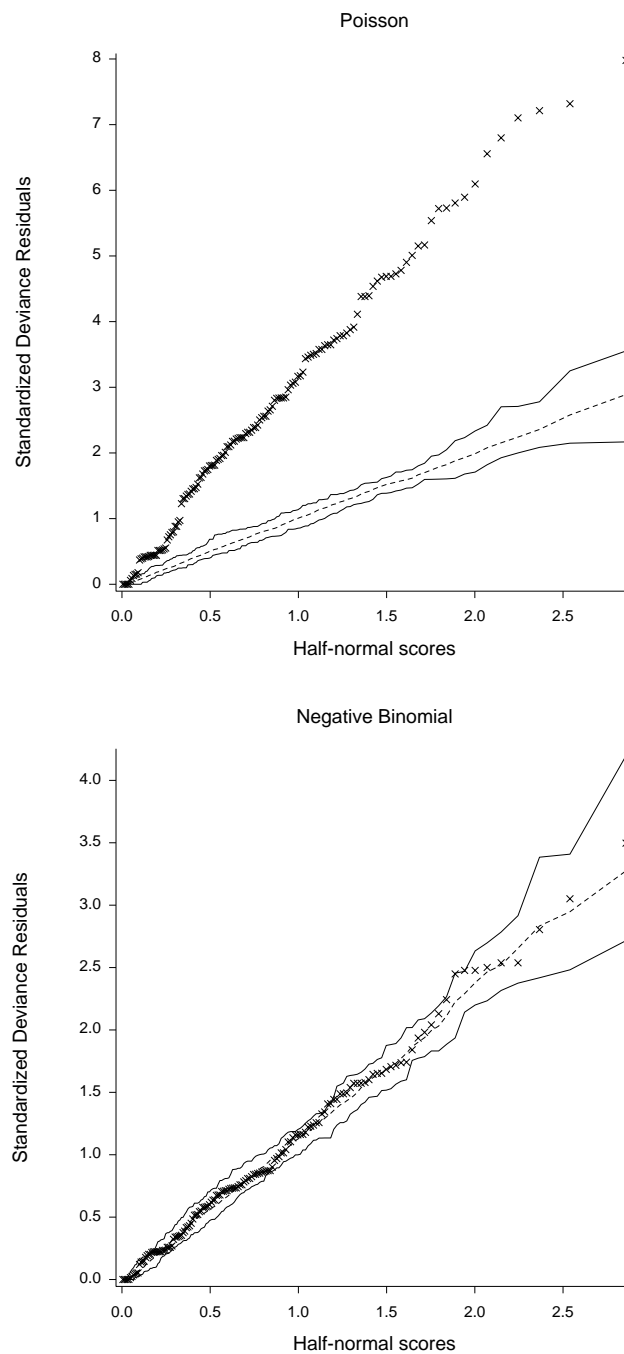 Poisson
Standardized Deviance Residuals
8
7
6
5
4
3
2
1
0
0.0 0.5 1.0 1.5 2.0 2.5
Half-normal scores
Negative Binomial
Standardized Deviance Residuals
4.0
3.5
3.0
2.5
2.0
1.5
1.0
0.5
0.0
0.0 0.5 1.0 1.5 2.0 2.5
Half-normal scores